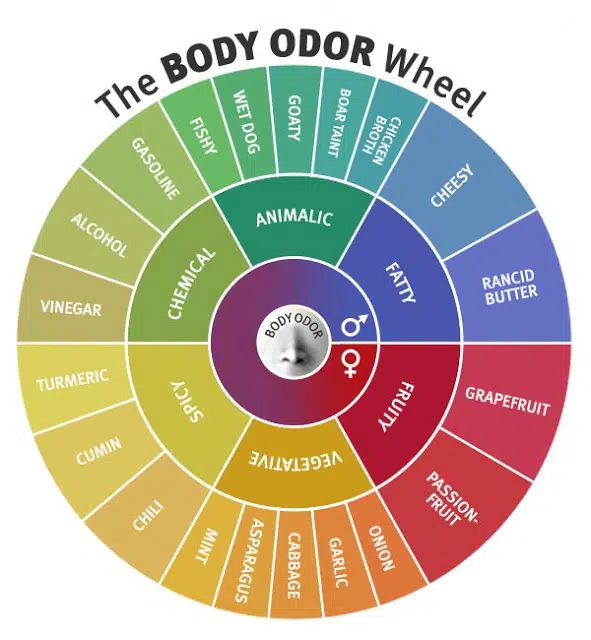 The BODY ODOR Wheel
GASOLINE
FISHY
WET DOG
GOATY
BOAR TAINT
CHICKEN
BROTH
CHEESY
ALCOHOL
ANIMALIC
CHEMICAL
FATTY
RANCID
BUTTER
VINEGAR
BODY ODOR
♂
♀
TURMERIC
SPICY
FRUITY
GRAPEFRUIT
CUMIN
VEGETATIVE
PASSION-
FRUIT
CHILI
MINT
ASPARAGUS
CABBAGE
GARLIC
ONION